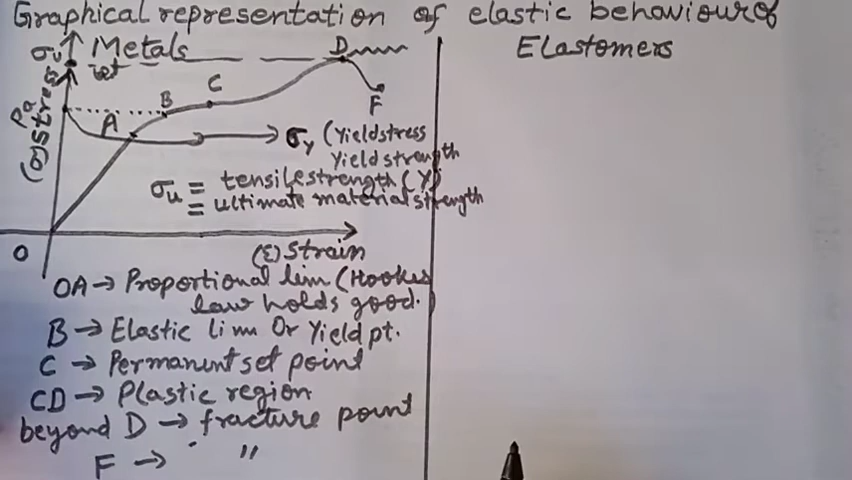 Graphical representation of elastic behaviour of
Metals
Elastomers
σu
D
C
B
F
A
Pa
(σ) Stress
σy (Yield stress
Yield strength
σu = tensile strength (Y)
= ultimate material strength
O
(ε) Strain
OA → Proportional lim (Hookes
law holds good.)
B → Elastic lim Or Yield pt.
C → Permanent set point
CD → Plastic region
beyond D → fracture point
F → "